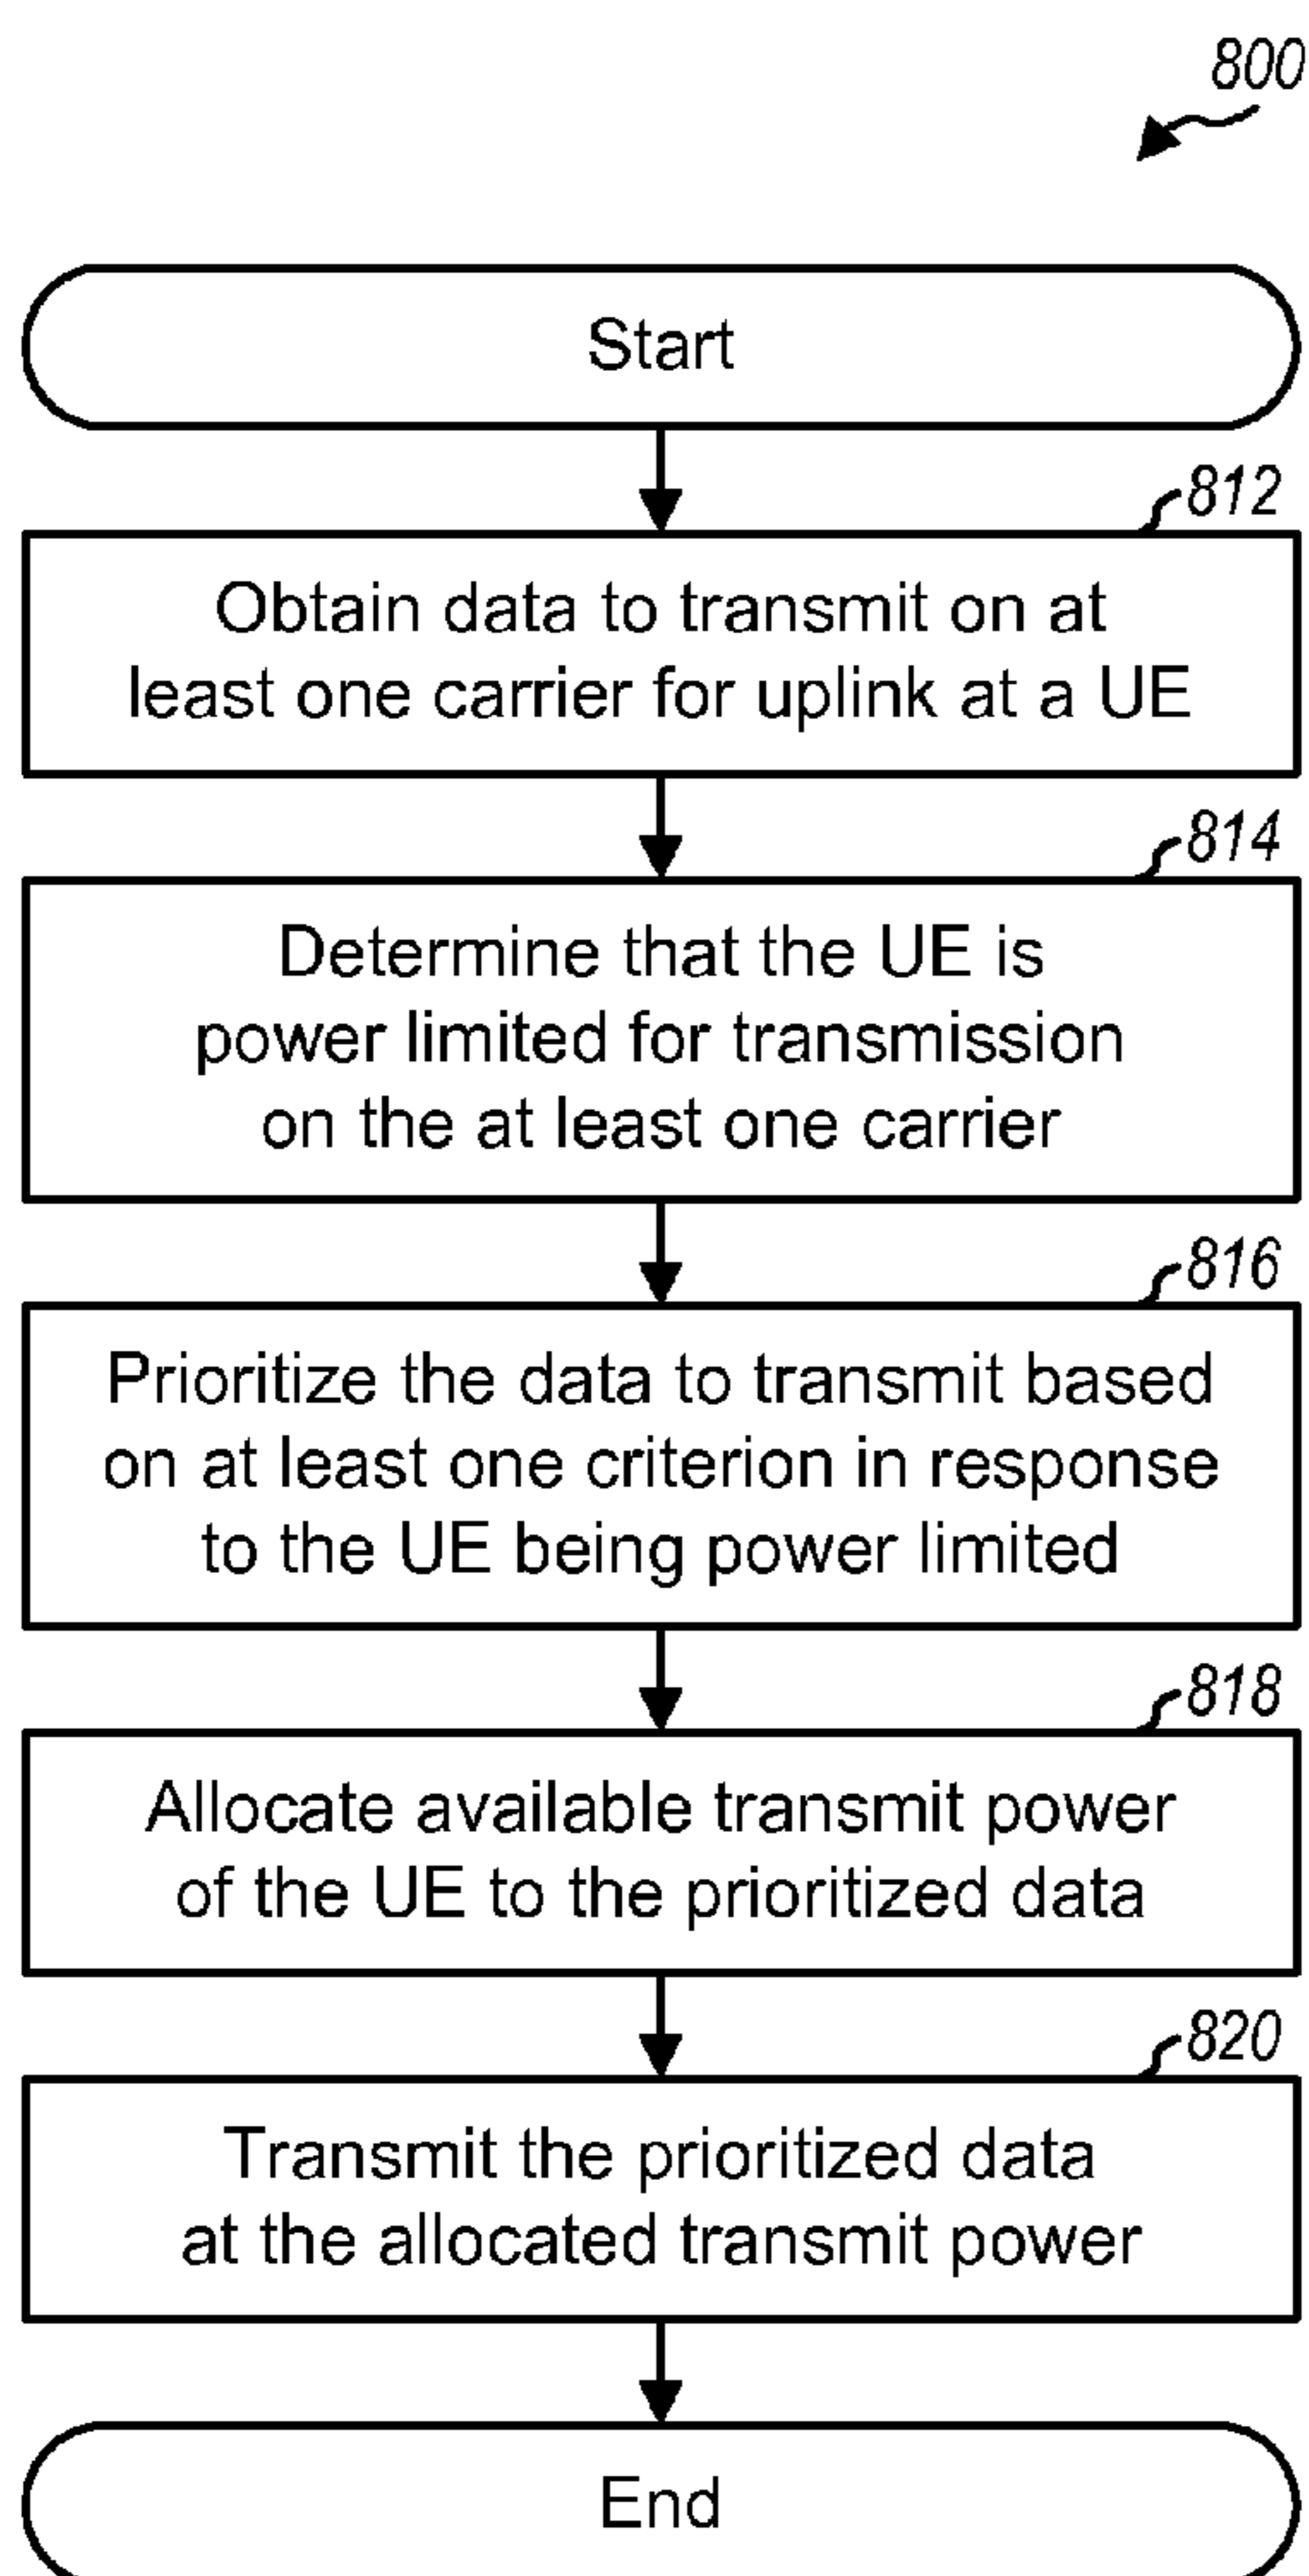 800
Start
812
Obtain data to transmit on at
least one carrier for uplink at a UE
814
Determine that the UE is
power limited for transmission
on the at least one carrier
816
Prioritize the data to transmit based
on at least one criterion in response
to the UE being power limited
818
Allocate available transmit power
of the UE to the prioritized data
820
Transmit the prioritized data
at the allocated transmit power
End